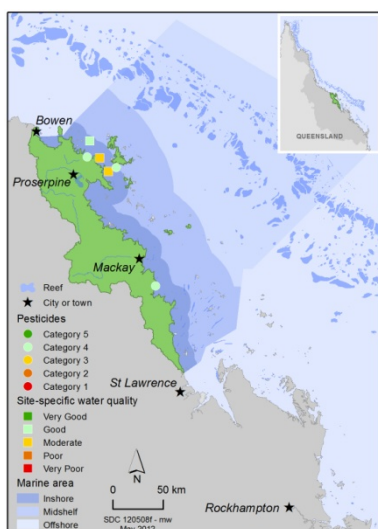 QUEENSLAND
Bowen
Proserpine
Mackay
St Lawrence
Rockhampton
Reef
City or town
Pesticides
Category 5
Category 4
Category 3
Category 2
Category 1
Site-specific water quality
Very Good
Good
Moderate
Poor
Very Poor
Marine area
Inshore
Midshelf
Offshore
N
0 50 km
SDC 120508f - mw
May 2012